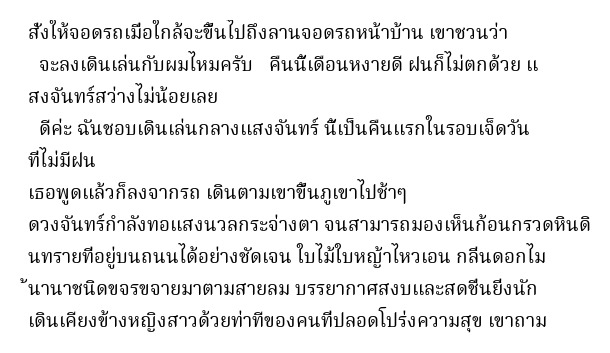 สั่งให้จอดรถเมื่อใกล้จะขึ้นไปถึงลานจอดรถหน้าบ้าน เขาชวนว่า
จะลงเดินเล่นกับผมไหมครับ คืนนี้เดือนหงายดี ฝนก็ไม่ตกด้วย แ
สงจันทร์สว่างไม่น้อยเลย
ดีค่ะ ฉันชอบเดินเล่นกลางแสงจันทร์ นี่เป็นคืนแรกในรอบเจ็ดวัน
ที่ไม่มีฝน
เธอพูดแล้วก็ลงจากรถ เดินตามเขาขึ้นภูเขาไปช้าๆ
ดวงจันทร์กำลังทอแสงนวลกระจ่างตา จนสามารถมองเห็นก้อนกรวดหินดิ
นทรายที่อยู่บนถนนได้อย่างชัดเจน ใบไม้ใบหญ้าไหวเอน กลิ่นดอกไม
้นานาชนิดขจรขจายมาตามสายลม บรรยากาศสงบและสดชื่นยิ่งนัก
เดินเคียงข้างหญิงสาวด้วยท่าทีของคนที่ปลอดโปร่งความสุข เขาถาม